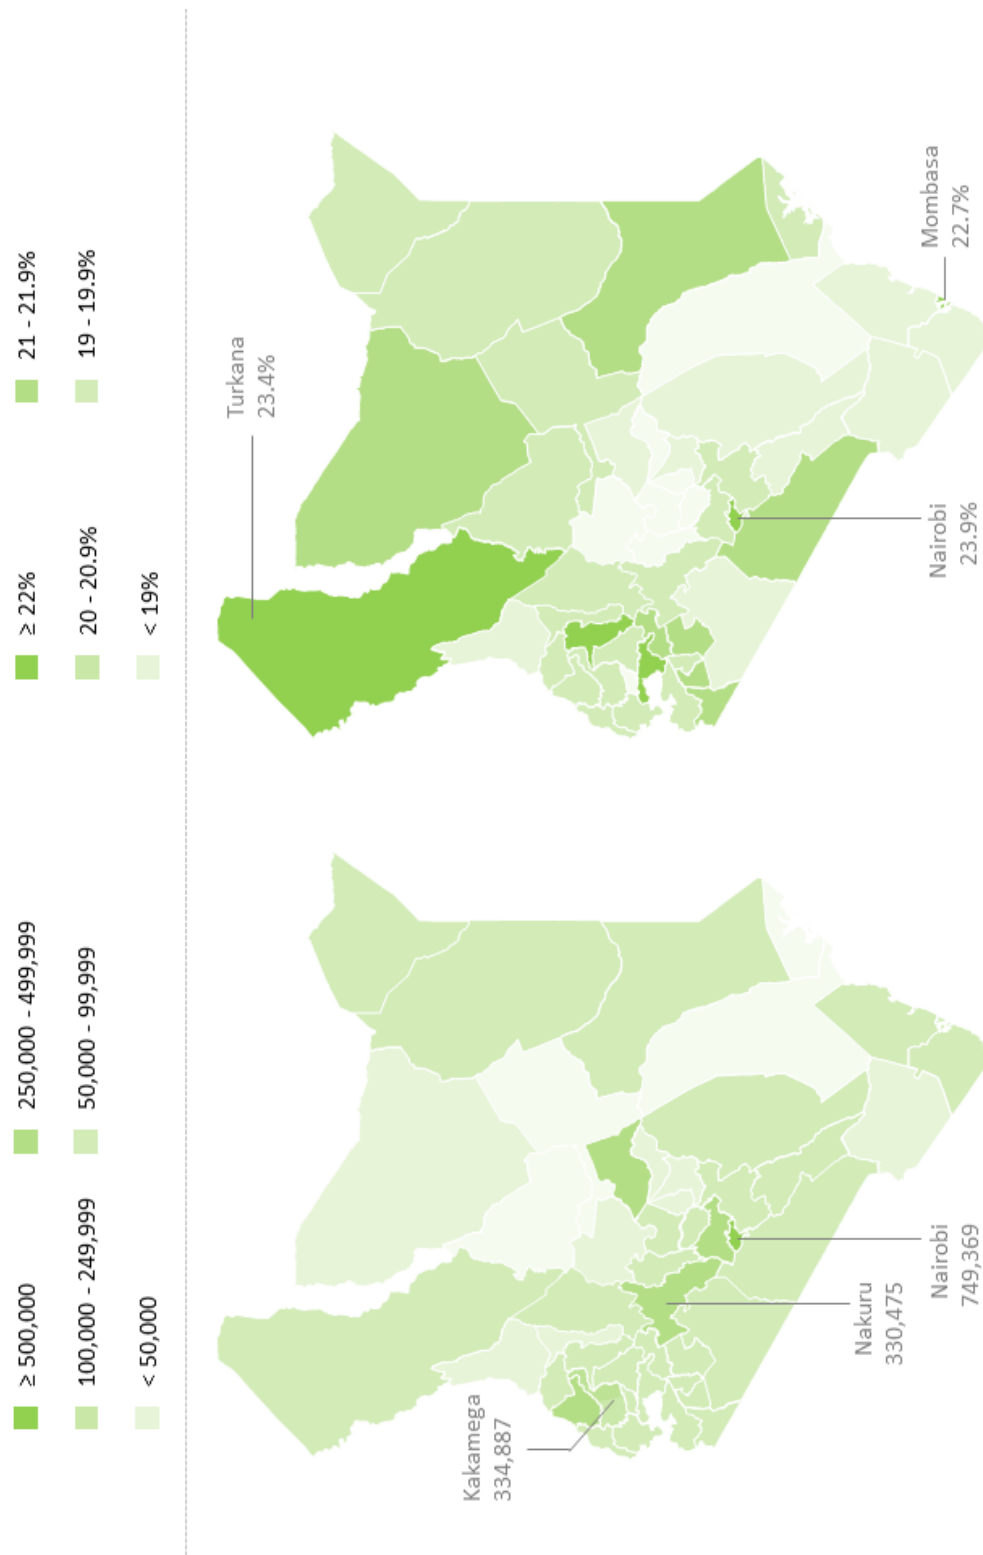 ≥ 500,000
250,000 - 499,999
100,000 - 249,999
50,000 - 99,999
< 50,000
≥ 22%
21 - 21.9%
20 - 20.9%
19 - 19.9%
< 19%
Kakamega
334,887
Nakuru
330,475
Nairobi
749,369
Turkana
23.4%
Nairobi
23.9%
Mombasa
22.7%